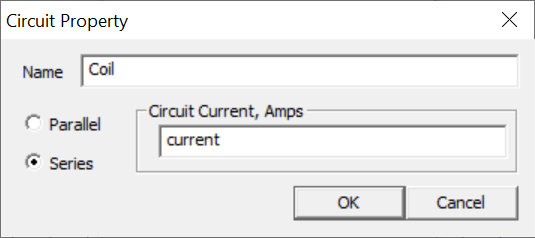 Circuit Property
Name
Coil
Parallel
Series
Circuit Current, Amps
current
OK
Cancel